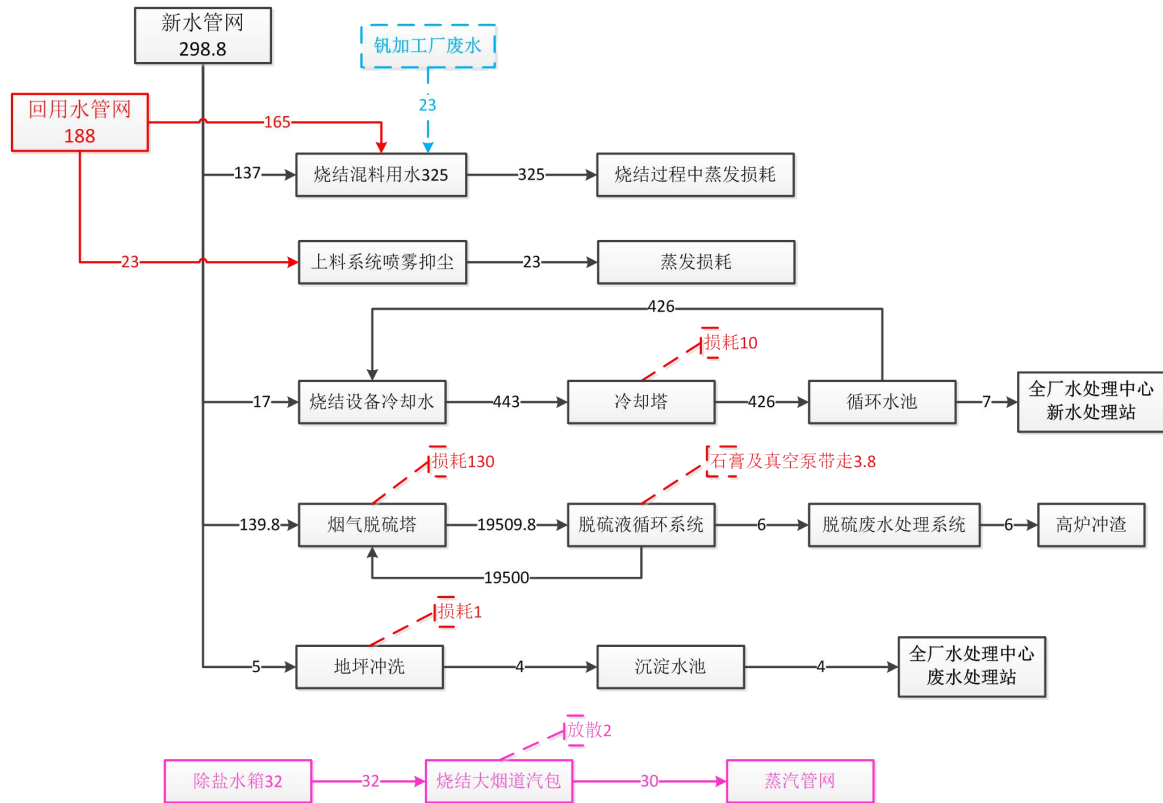 新水管网
298.8
钒加工厂废水
23
回用水管网
188
165
137
烧结混料用水325
325
烧结过程中蒸发损耗
23
上料系统喷雾抑尘
23
蒸发损耗
426
损耗10
17
烧结设备冷却水
443
冷却塔
426
循环水池
7
全厂水处理中心
新水处理站
损耗130
石膏及真空泵带走3.8
139.8
烟气脱硫塔
19509.8
脱硫液循环系统
6
脱硫废水处理系统
6
高炉冲渣
19500
损耗1
5
地坪冲洗
4
沉淀水池
4
全厂水处理中心
废水处理站
放散2
除盐水箱32
32
烧结大烟道汽包
30
蒸汽管网